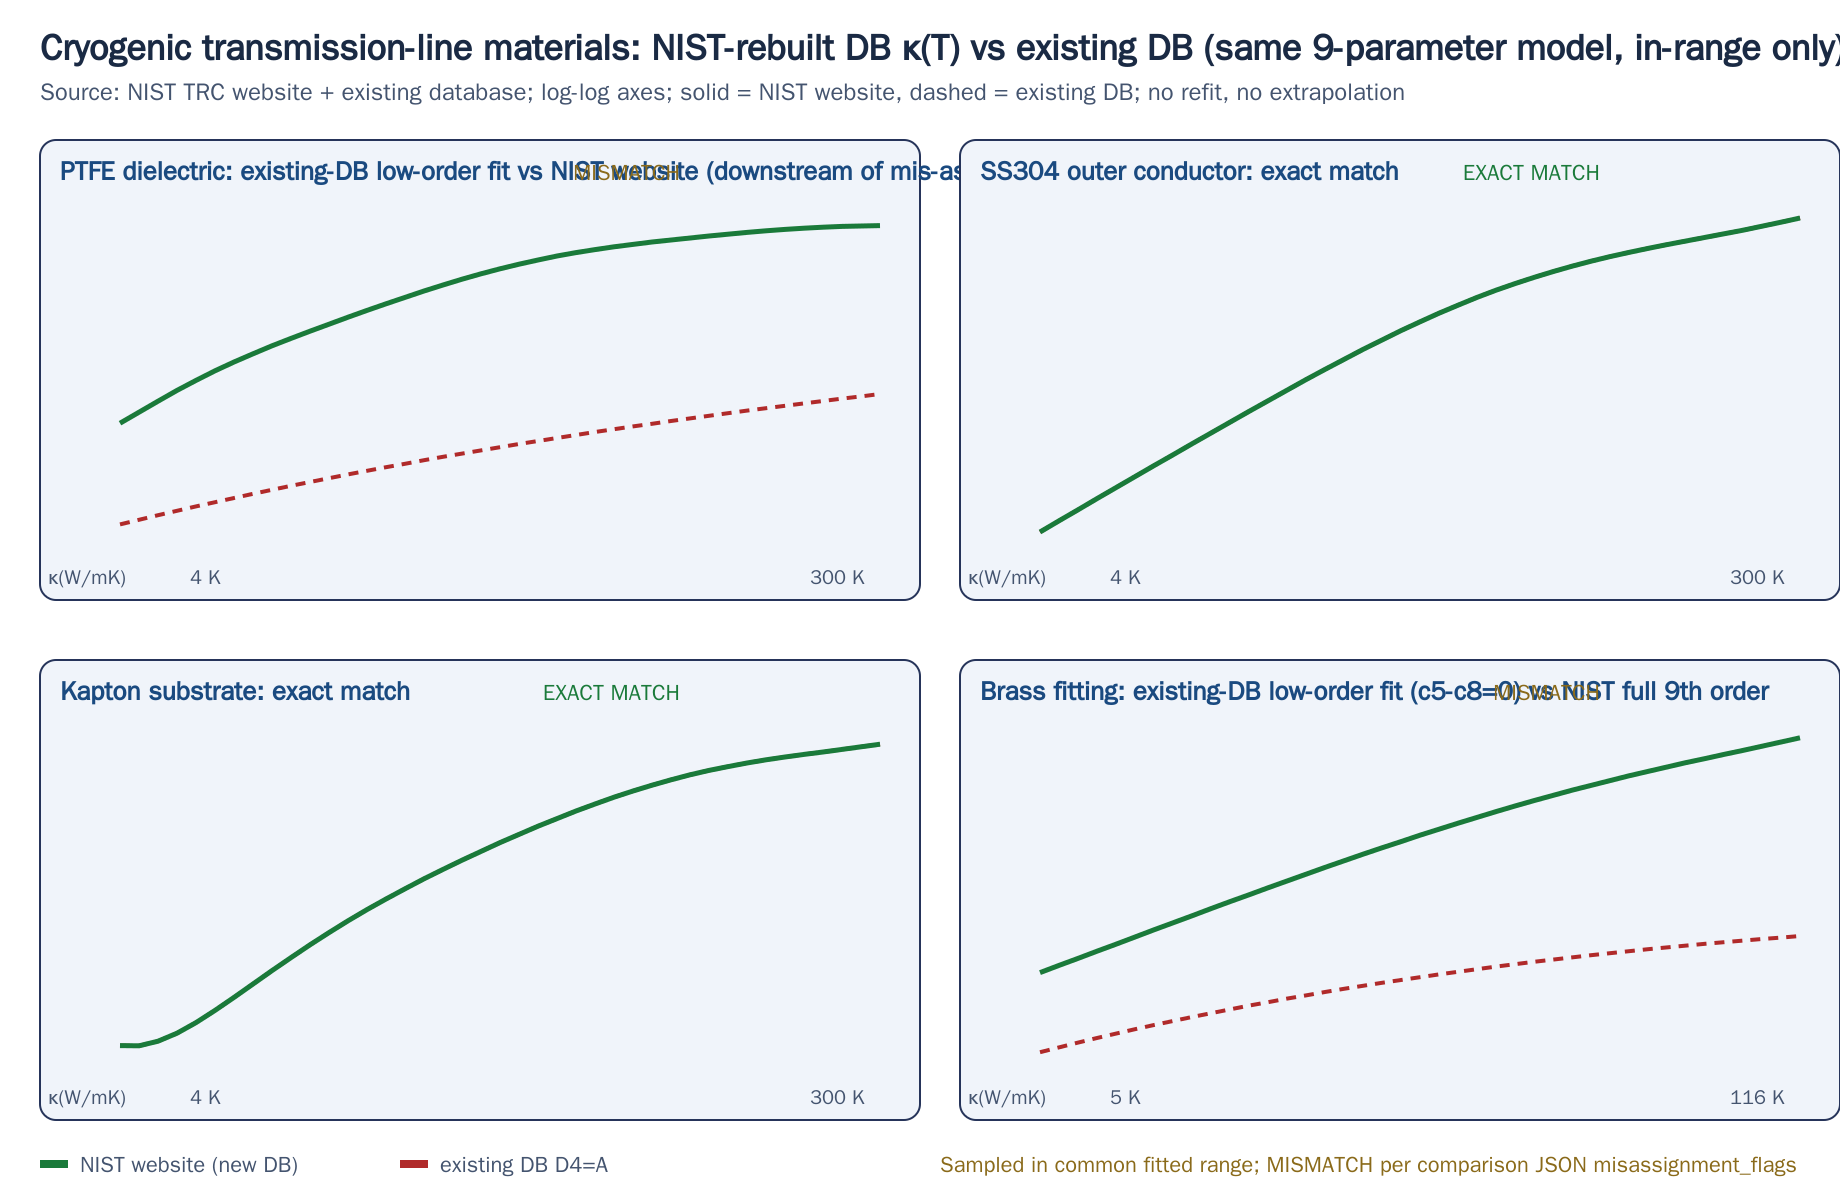 Cryogenic transmission-line materials: NIST-rebuilt DB κ(T) vs existing DB (same 9-parameter model, in-range only)
Source: NIST TRC website + existing database; log-log axes; solid = NIST website, dashed = existing DB; no refit, no extrapolation
PTFE dielectric: existing-DB low-order fit vs NIST website (downstream of mis-as
MISMATCH
SS304 outer conductor: exact match
EXACT MATCH
κ(W/mK)
4 K
300 K
κ(W/mK)
4 K
300 K
Kapton substrate: exact match
EXACT MATCH
Brass fitting: existing-DB low-order fit (c5-c8=0) vs NIST full 9th order
MISMATCH
κ(W/mK)
4 K
300 K
κ(W/mK)
5 K
116 K
NIST website (new DB)
existing DB D4=A
Sampled in common fitted range; MISMATCH per comparison JSON misassignment_flags